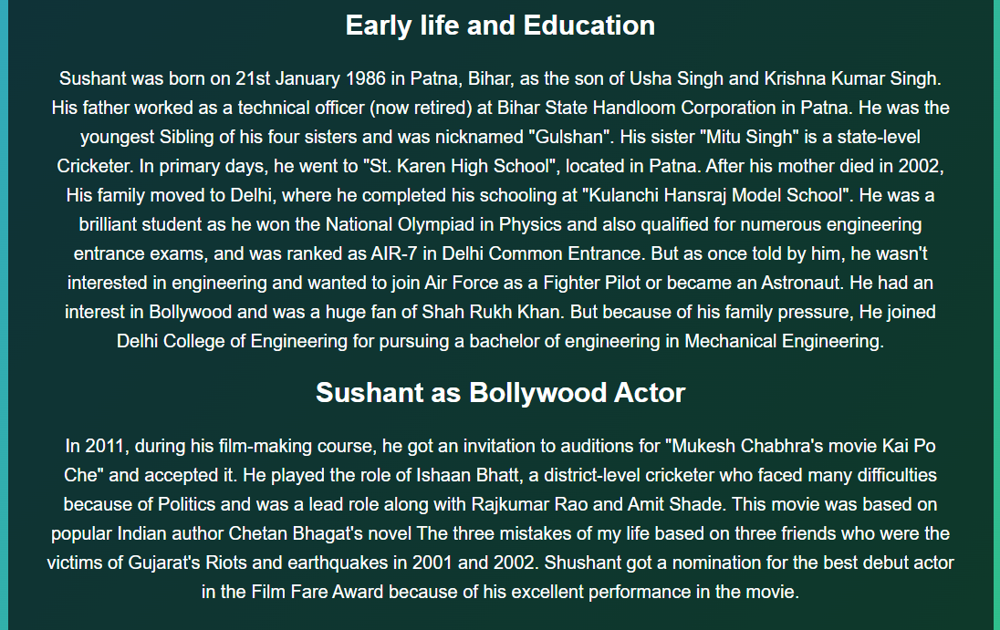 Early life and Education
Sushant was born on 21st January 1986 in Patna, Bihar, as the son of Usha Singh and Krishna Kumar Singh.
His father worked as a technical officer (now retired) at Bihar State Handloom Corporation in Patna. He was the
youngest Sibling of his four sisters and was nicknamed "Gulshan". His sister "Mitu Singh" is a state-level
Cricketer. In primary days, he went to "St. Karen High School", located in Patna. After his mother died in 2002,
His family moved to Delhi, where he completed his schooling at "Kulanchi Hansraj Model School". He was a
brilliant student as he won the National Olympiad in Physics and also qualified for numerous engineering
entrance exams, and was ranked as AIR-7 in Delhi Common Entrance. But as once told by him, he wasn't
interested in engineering and wanted to join Air Force as a Fighter Pilot or became an Astronaut. He had an
interest in Bollywood and was a huge fan of Shah Rukh Khan. But because of his family pressure, He joined
Delhi College of Engineering for pursuing a bachelor of engineering in Mechanical Engineering.
Sushant as Bollywood Actor
In 2011, during his film-making course, he got an invitation to auditions for "Mukesh Chabhra's movie Kai Po
Che" and accepted it. He played the role of Ishaan Bhatt, a district-level cricketer who faced many difficulties
because of Politics and was a lead role along with Rajkumar Rao and Amit Shade. This movie was based on
popular Indian author Chetan Bhagat's novel The three mistakes of my life based on three friends who were the
victims of Gujarat's Riots and earthquakes in 2001 and 2002. Shushant got a nomination for the best debut actor
in the Film Fare Award because of his excellent performance in the movie.